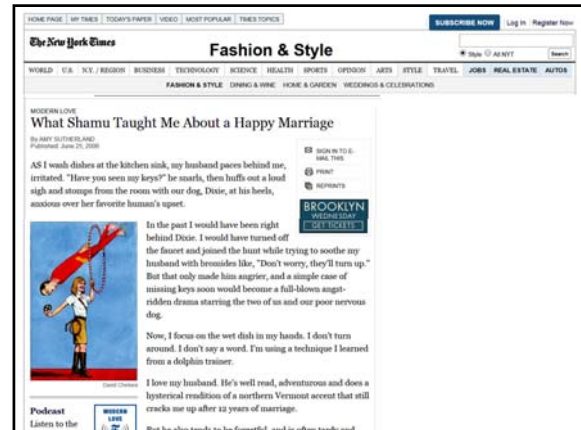 HOME PAGE MY TIMES TODAY'S PAPER VIDEO MOST POPULAR TIMES TOPICS
SUBSCRIBE NOW Log In Register Now
The New York Times
Fashion & Style
Style All NYT Search
WORLD U.S. N.Y. / REGION BUSINESS TECHNOLOGY SCIENCE HEALTH SPORTS OPINION ARTS STYLE TRAVEL JOBS REAL ESTATE AUTOS
FASHION & STYLE DINING & WINE HOME & GARDEN WEDDINGS & CELEBRATIONS
MODERN LOVE
What Shamu Taught Me About a Happy Marriage
By AMY SUTHERLAND
Published: June 25, 2006
SIGN IN TO E-
MAIL THIS
PRINT
REPRINTS
BROOKLYN
WEDNESDAY
GET TICKETS
AS I wash dishes at the kitchen sink, my husband paces behind me,
irritated. "Have you seen my keys?" he snarls, then huffs out a loud
sigh and stomps from the room with our dog, Dixie, at his heels,
anxious over her favorite human's upset.
In the past I would have been right
behind Dixie. I would have turned off
the faucet and joined the hunt while trying to soothe my
husband with bromides like, "Don't worry, they'll turn up."
But that only made him angrier, and a simple case of
missing keys soon would become a full-blown angst-
ridden drama starring the two of us and our poor nervous
dog.
Now, I focus on the wet dish in my hands. I don't turn
around. I don't say a word. I'm using a technique I learned
from a dolphin trainer.
David Chelsea
I love my husband. He's well read, adventurous and does a
hysterical rendition of a northern Vermont accent that still
cracks me up after 12 years of marriage.
Podcast
Listen to the
MODERN
LOVE
But he also tends to be forgetful, and is often tardy and